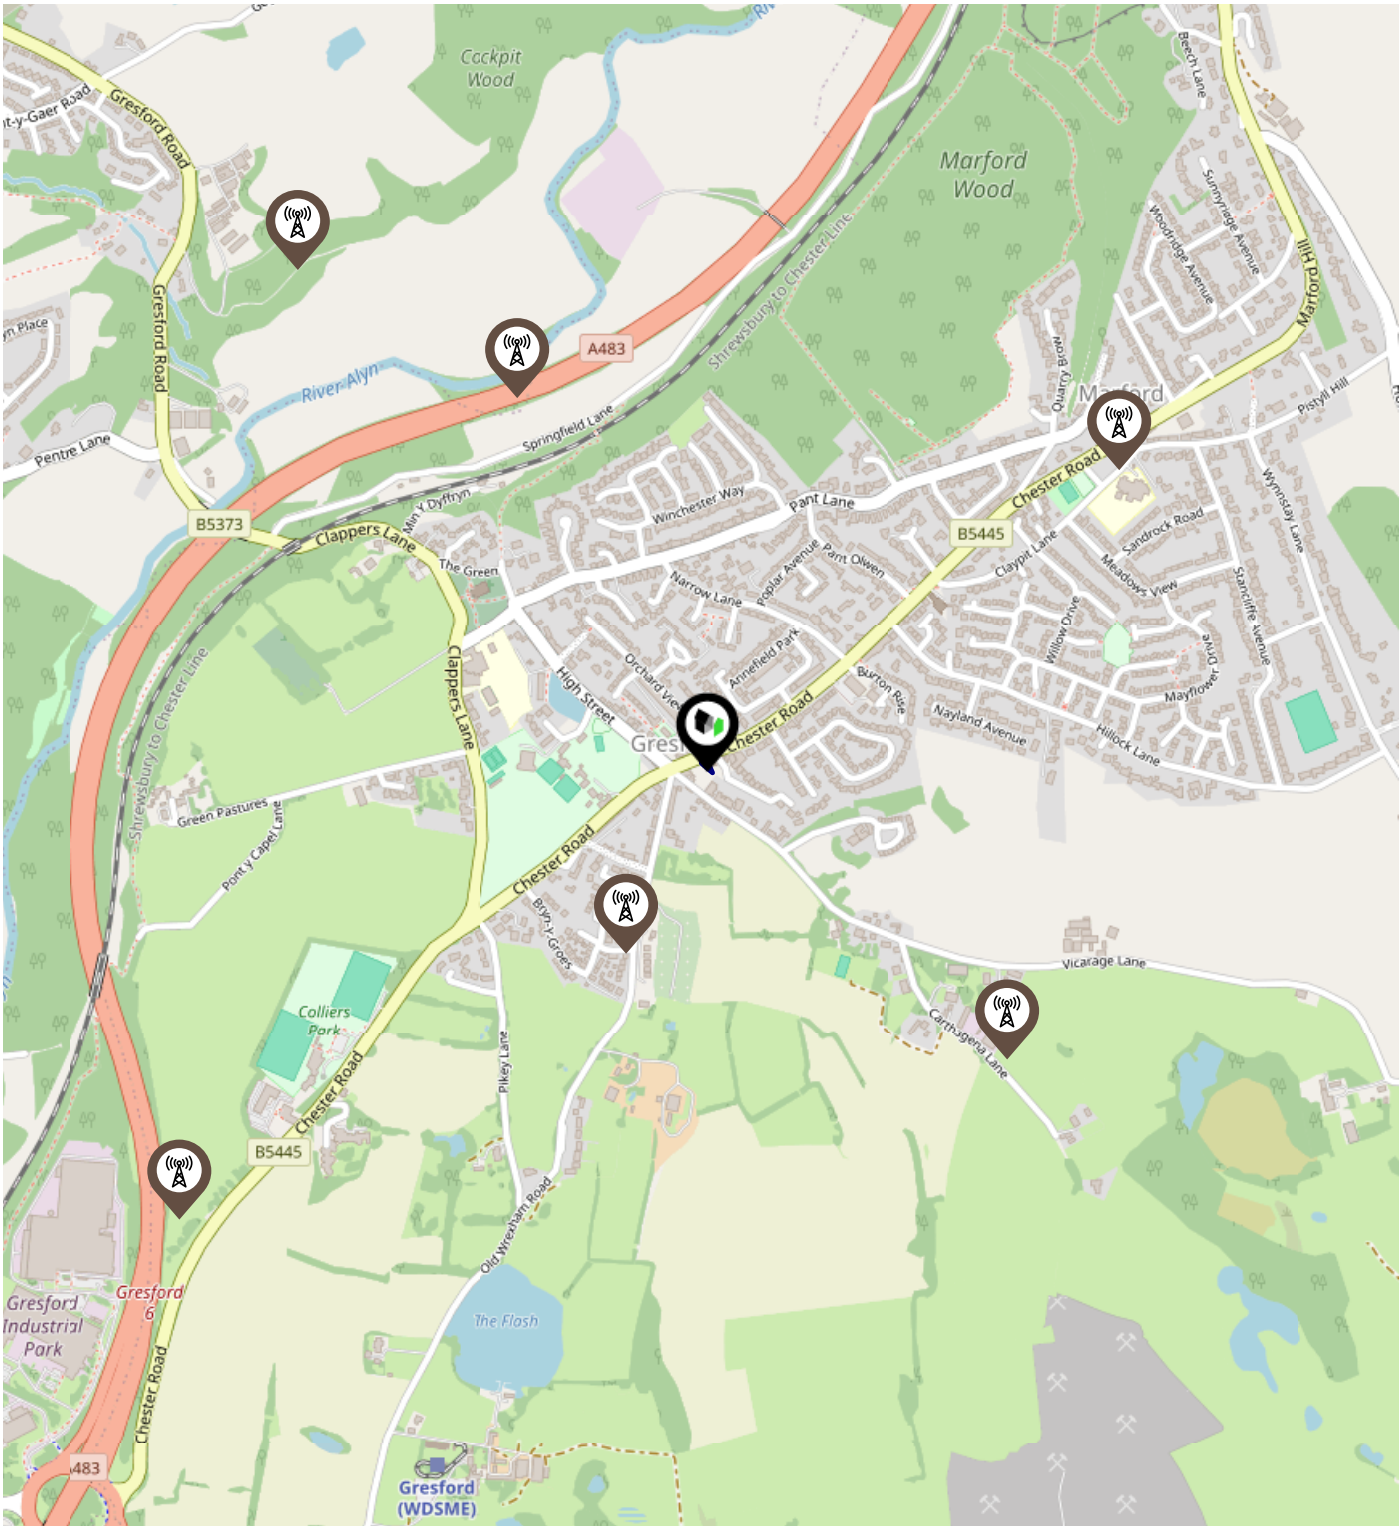 Cockpit
Wood
Beech Lane
Gresford Road
Marford
Wood
Sunnyridge Avenue
Woodridge Avenue
Marford Hill
Shrewsbury to Chester Line
Gresford Road
A483
River Alyn
Quarry Brow
Pistyll Hill
Springfield Lane
Pentre Lane
Chester Road
Winchester Way
Pant Lane
Min Y Dyffryn
Wynnstay Lane
B5373
Clappers Lane
Sandrock Road
B5445
Claypit Lane
Poplar Avenue
Pant Olwen
The Green
Narrow Lane
Meadows View
Stancliffe Avenue
Willow Drive
Annefield Park
Orchard View
Clappers Lane
High Street
Burton Rise
Mayflower Drive
Nayland Avenue
Hillock Lane
Chester Road
Shrewsbury to Chester Line
Green Pastures
Pont y Capel Lane
Chester Road
Bryn-y-Groes
Vicarage Lane
Colliers
Park
Carthagena Lane
Pikey Lane
Chester Road
B5445
Old Wrexham Road
Gresford
6
Gresford
Industrial
Park
The Flash
Chester Road
A483
Gresford
(WDSME)